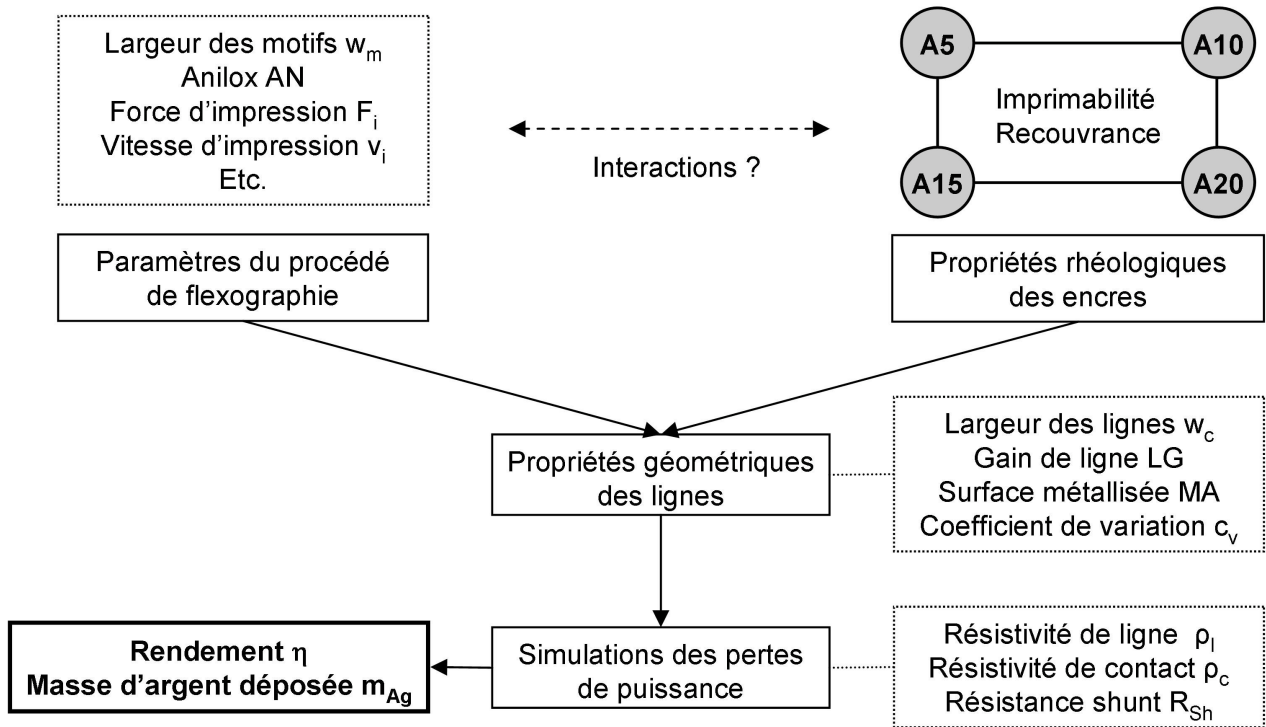 Largeur des motifs wm
Anilox AN
Force d'impression Fi
Vitesse d'impression vi
Etc.
Interactions ?
A5
A10
Imprimabilité
Recouvrance
A15
A20
Paramètres du procédé
de flexographie
Propriétés rhéologiques
des encres
Propriétés géométriques
des lignes
Largeur des lignes wc
Gain de ligne LG
Surface métallisée MA
Coefficient de variation cv
Rendement η
Masse d'argent déposée mAg
Simulations des pertes
de puissance
Résistivité de ligne ρl
Résistivité de contact ρc
Résistance shunt RSh